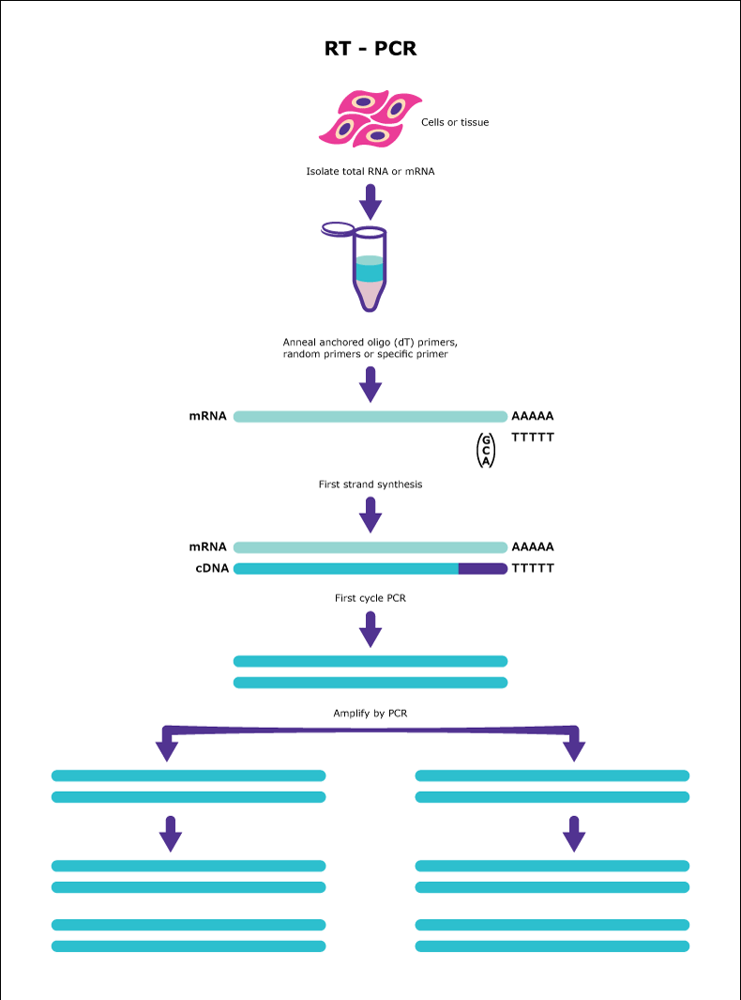 RT - PCR
Cells or tissue
Isolate total RNA or mRNA
Anneal anchored oligo (dT) primers,
random primers or specific primer
mRNA AAAAA
TTTTT
(G
C
A)
First strand synthesis
mRNA AAAAA
cDNA TTTTT
First cycle PCR
Amplify by PCR